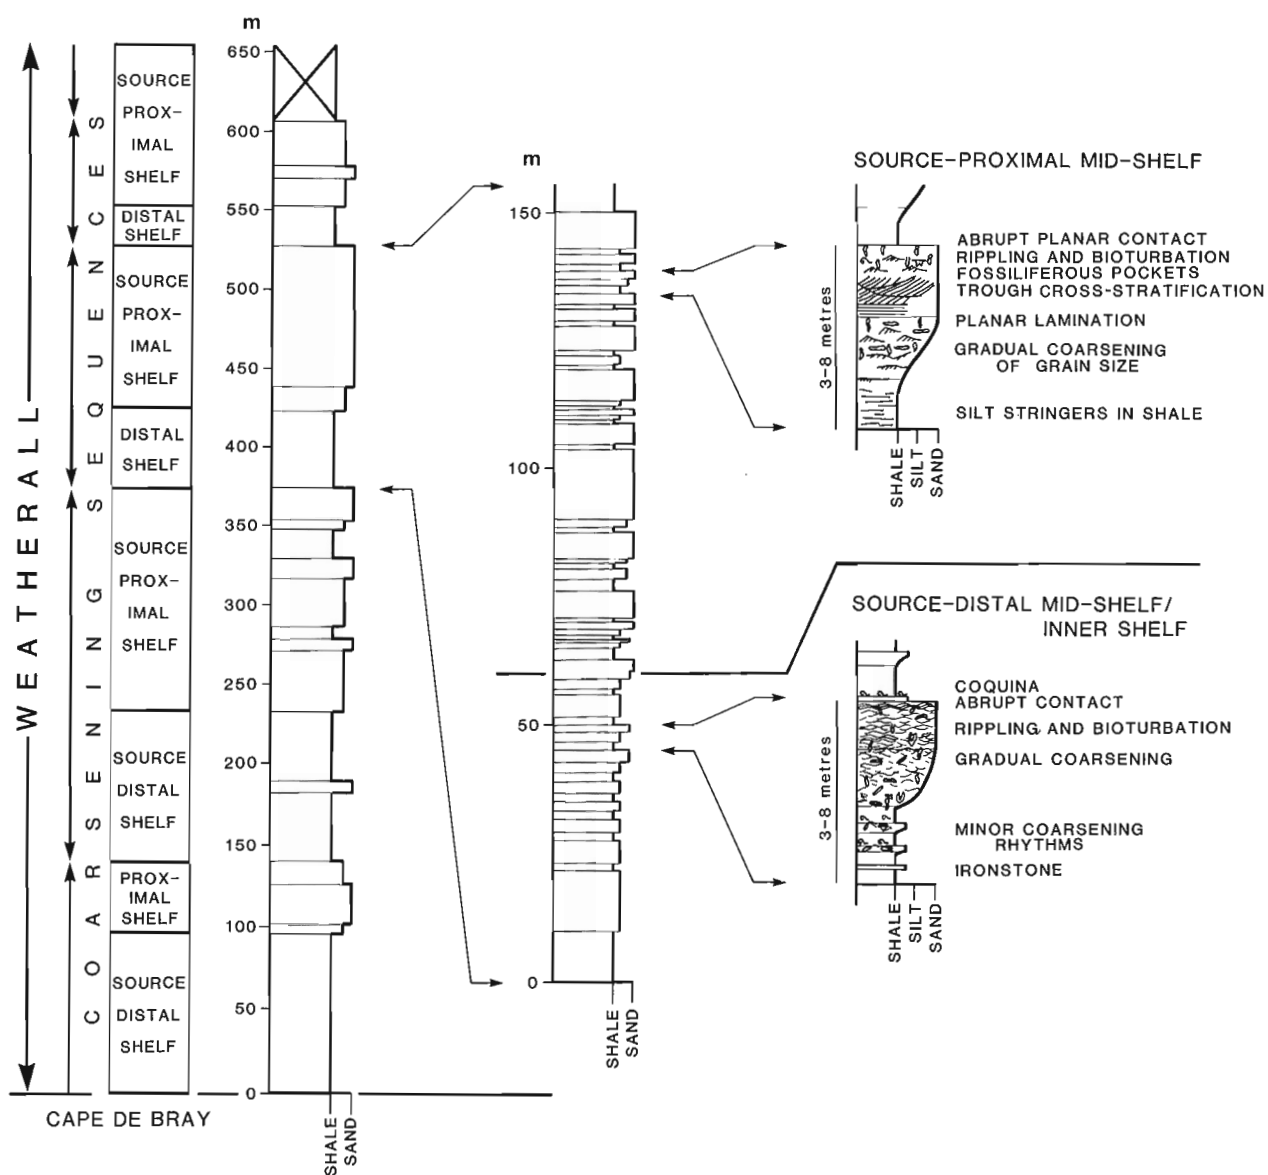 WEATHERALL
COARSENING SEQUENCES
SOURCE
PROX-
IMAL
SHELF
DISTAL
SHELF
SOURCE
PROX-
IMAL
SHELF
DISTAL
SHELF
SOURCE
PROX-
IMAL
SHELF
SOURCE
DISTAL
SHELF
PROX-
IMAL
SHELF
SOURCE
DISTAL
SHELF
CAPE DE BRAY
m
650
600
550
500
450
400
350
300
250
200
150
100
50
0
SHALE
SAND
m
150
100
50
0
SHALE
SAND
SOURCE-PROXIMAL MID-SHELF
3-8 metres
ABRUPT PLANAR CONTACT
RIPPLING AND BIOTURBATION
FOSSILIFEROUS POCKETS
TROUGH CROSS-STRATIFICATION
PLANAR LAMINATION
GRADUAL COARSENING
OF GRAIN SIZE
SILT STRINGERS IN SHALE
SHALE
SILT
SAND
SOURCE-DISTAL MID-SHELF/
INNER SHELF
3-8 metres
COQUINA
ABRUPT CONTACT
RIPPLING AND BIOTURBATION
GRADUAL COARSENING
MINOR COARSENING
RHYTHMS
IRONSTONE
SHALE
SILT
SAND